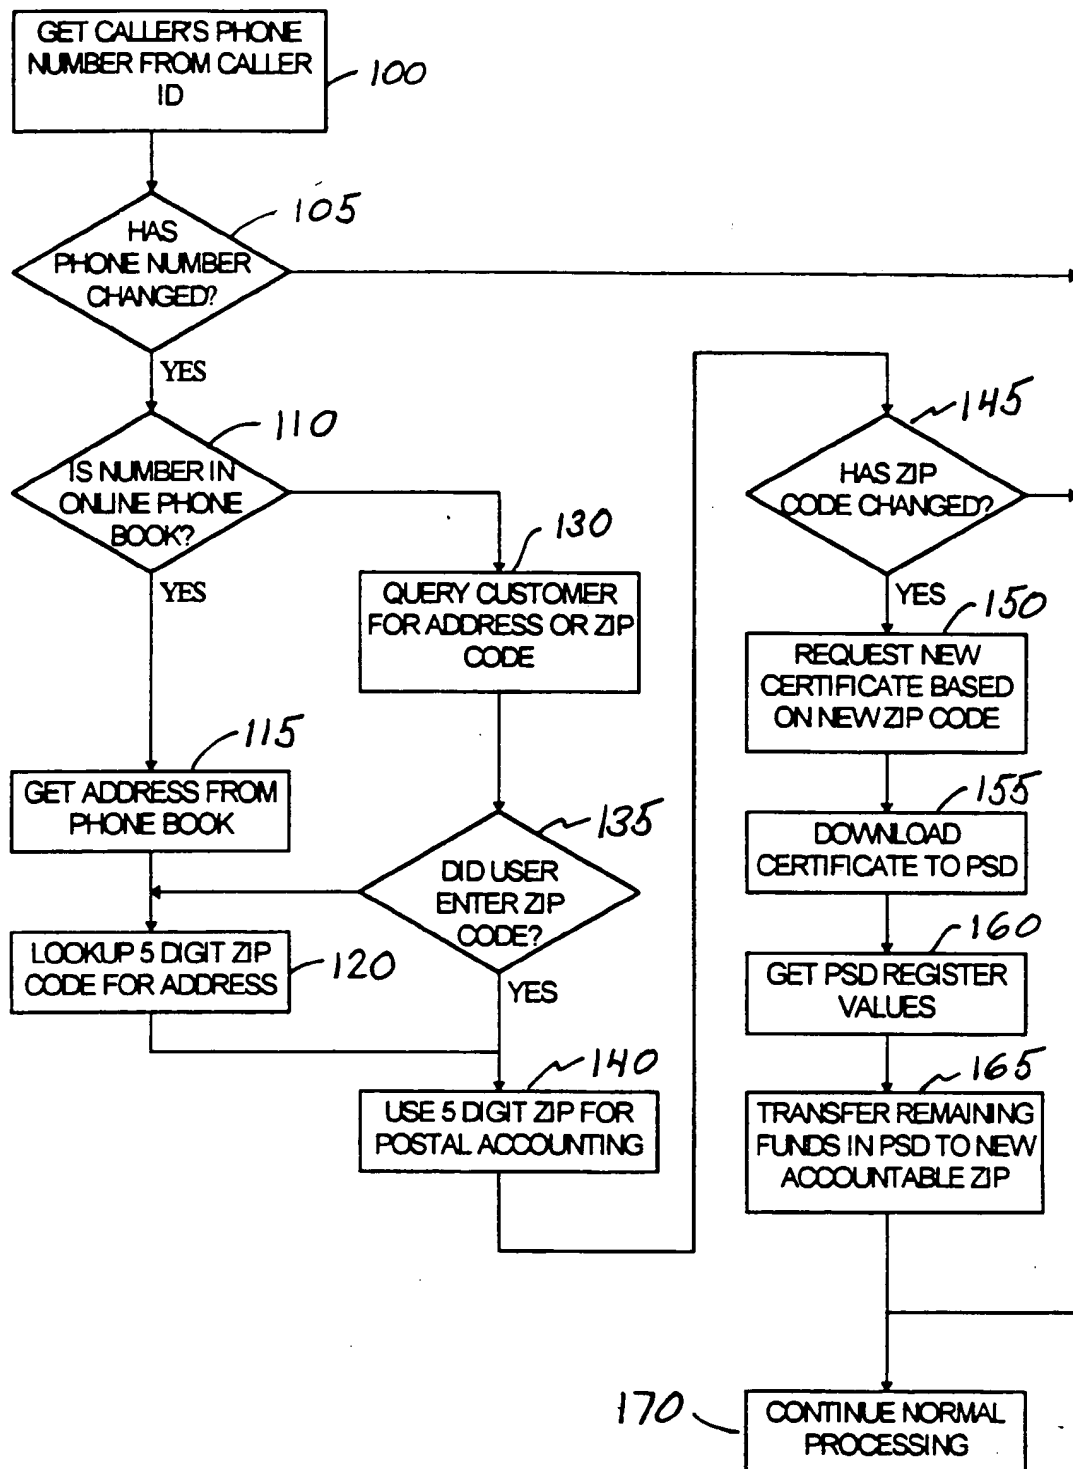 GET CALLER'S PHONE
NUMBER FROM CALLER
ID
100
HAS
PHONE NUMBER
CHANGED?
105
YES
IS NUMBER IN
ONLINE PHONE
BOOK?
110
YES
GET ADDRESS FROM
PHONE BOOK
115
LOOKUP 5 DIGIT ZIP
CODE FOR ADDRESS
120
QUERY CUSTOMER
FOR ADDRESS OR ZIP
CODE
130
DID USER
ENTER ZIP
CODE?
135
YES
USE 5 DIGIT ZIP FOR
POSTAL ACCOUNTING
140
HAS ZIP
CODE CHANGED?
145
YES
REQUEST NEW
CERTIFICATE BASED
ON NEW ZIP CODE
150
DOWNLOAD
CERTIFICATE TO PSD
155
GET PSD REGISTER
VALUES
160
TRANSFER REMAINING
FUNDS IN PSD TO NEW
ACCOUNTABLE ZIP
165
CONTINUE NORMAL
PROCESSING
170